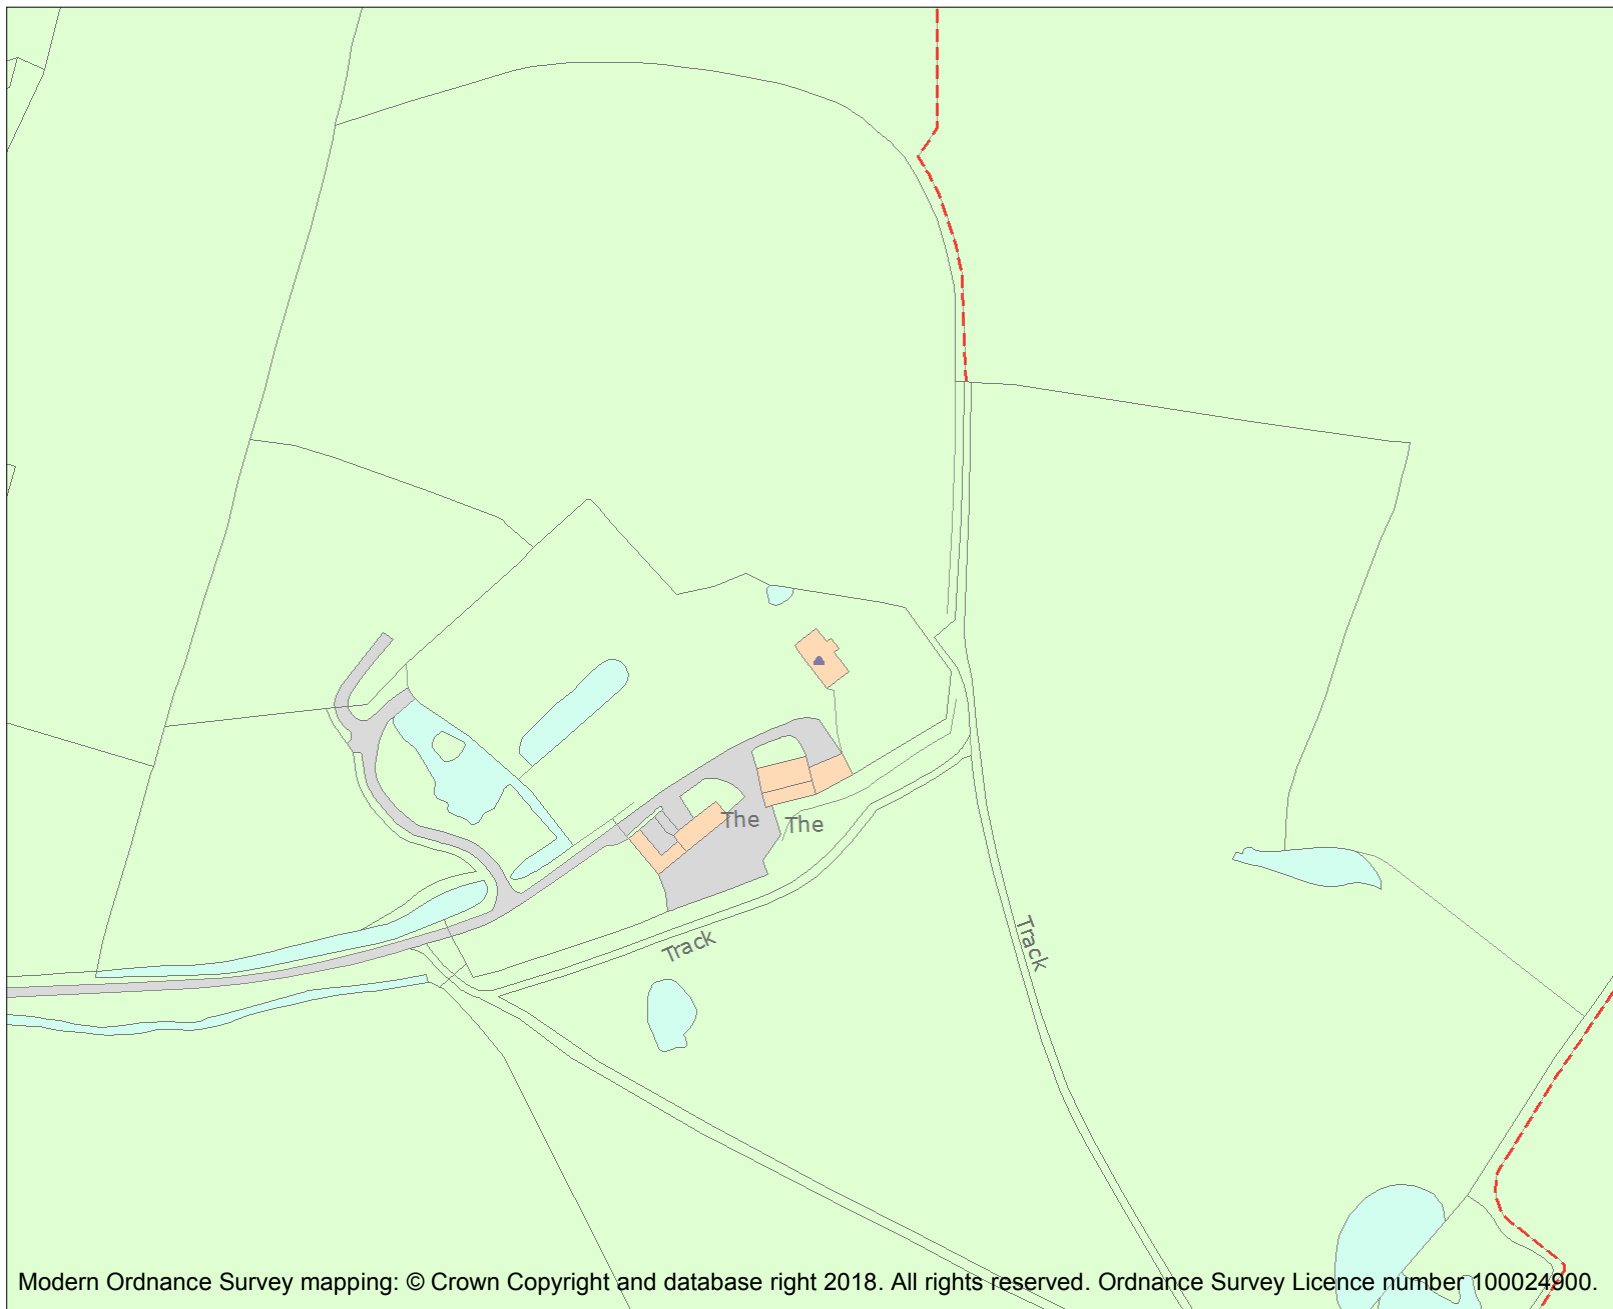 The
The
Track
Track
Modern Ordnance Survey mapping: © Crown Copyright and database right 2018. All rights reserved. Ordnance Survey Licence number 100024900.